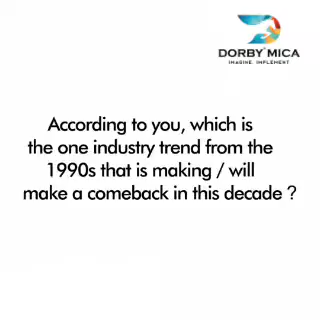 DORBY MICA
IMAGINE. IMPLEMENT
According to you, which is
the one industry trend from the
1990s that is making / will
make a comeback in this decade ?